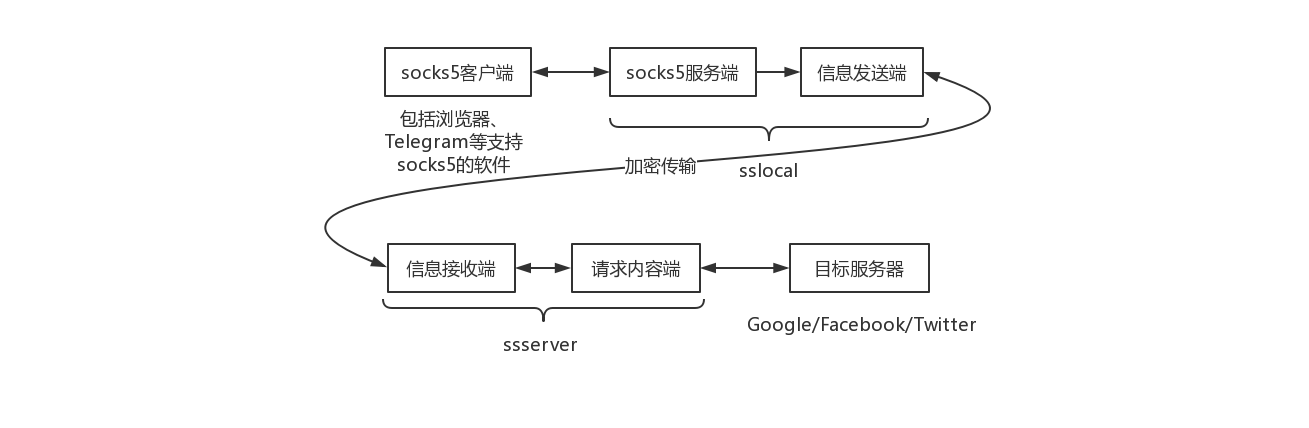 socks5客户端
socks5服务端
信息发送端
包括浏览器、
Telegram等支持
socks5的软件
加密传输
sslocal
信息接收端
请求内容端
目标服务器
Google/Facebook/Twitter
ssserver